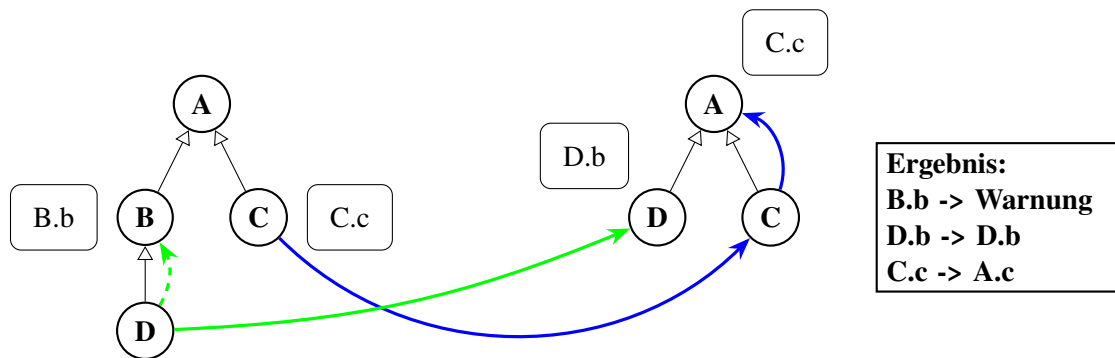 C.c
A
A
D.b
B.b
B
C
C.c
D
C
D
Ergebnis:
B.b -> Warnung
D.b -> D.b
C.c -> A.c